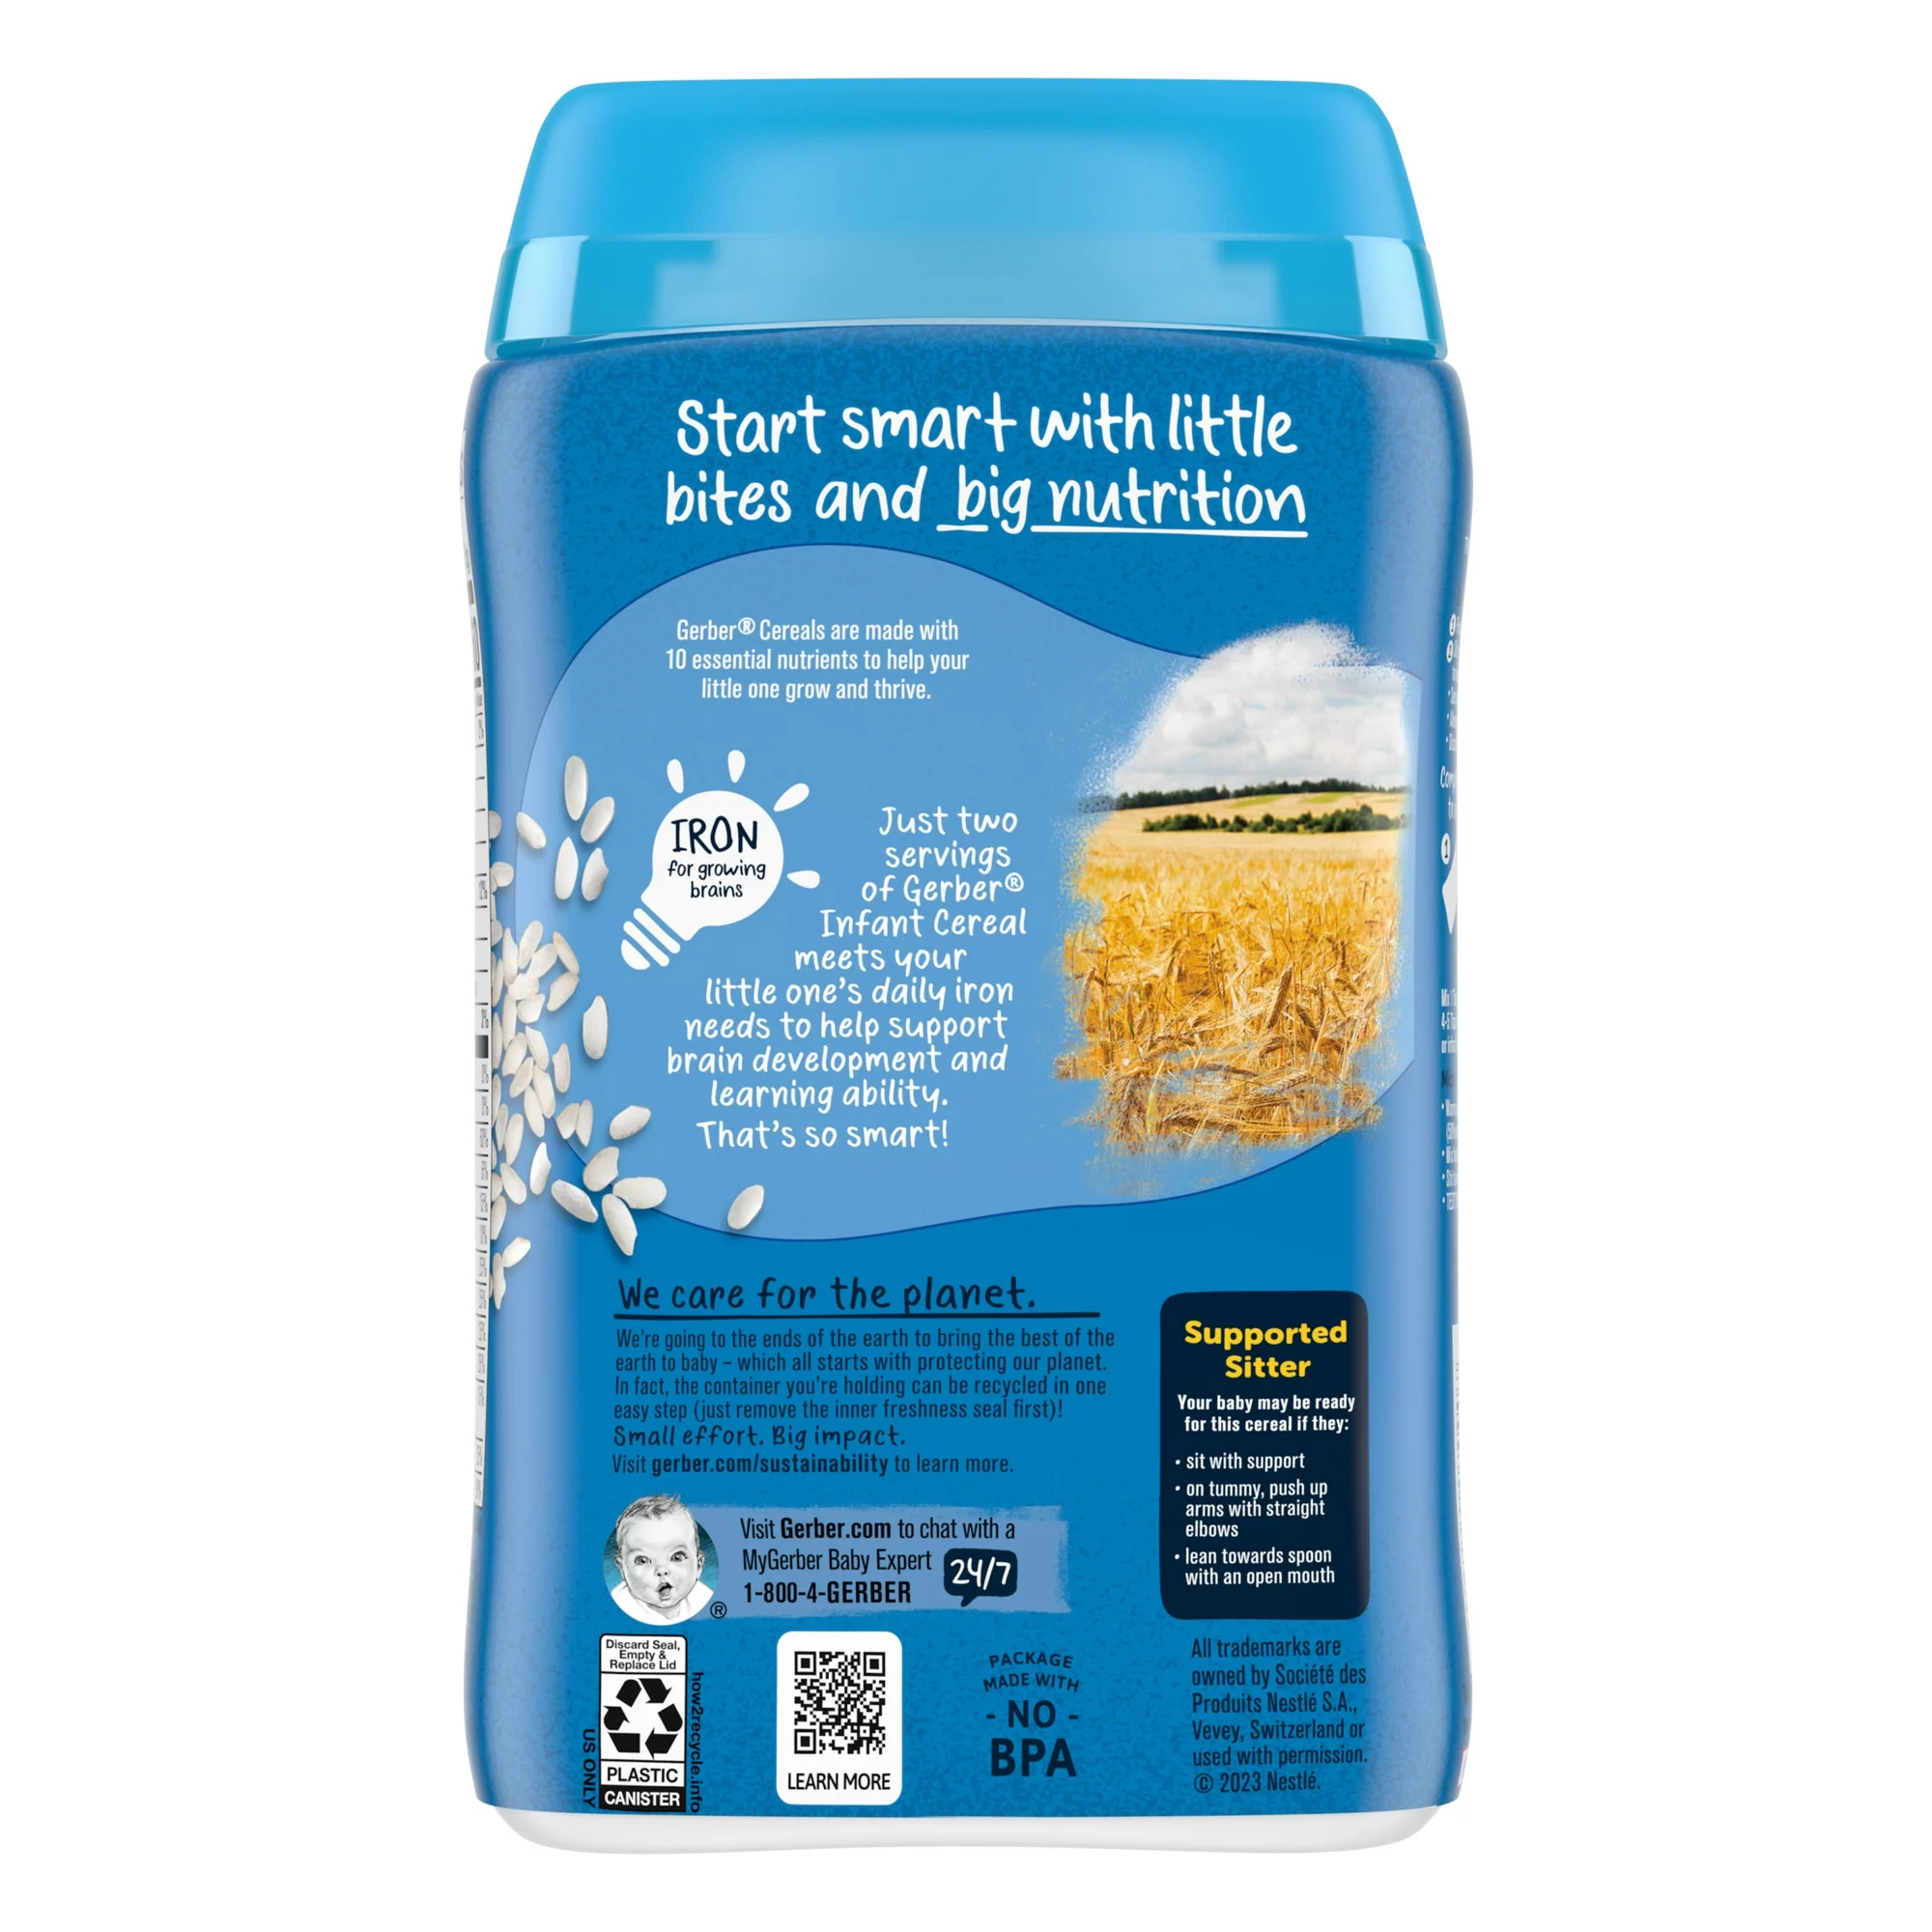 Start smart with little
bites and big nutrition
Gerber® Cereals are made with
10 essential nutrients to help your
little one grow and thrive.
IRON
for growing
brains
Just two
servings
of Gerber®
Infant Cereal
meets your
little one's daily iron
needs to help support
brain development and
learning ability.
That's so smart!
We care for the planet.
We're going to the ends of the earth to bring the best of the
earth to baby – which all starts with protecting our planet.
In fact, the container you're holding can be recycled in one
easy step (just remove the inner freshness seal first)!
Small effort. Big impact.
Visit gerber.com/sustainability to learn more.
Supported
Sitter
Your baby may be ready
for this cereal if they:
• sit with support
• on tummy, push up
arms with straight
elbows
• lean towards spoon
with an open mouth
Visit Gerber.com to chat with a
MyGerber Baby Expert
1-800-4-GERBER
24/7
®
Discard Seal,
Empty &
Replace Lid
PLASTIC
CANISTER
US ONLY
how2recycle.info
LEARN MORE
PACKAGE
MADE WITH
- NO -
BPA
All trademarks are
owned by Société des
Produits Nestlé S.A.,
Vevey, Switzerland or
used with permission.
© 2023 Nestlé.